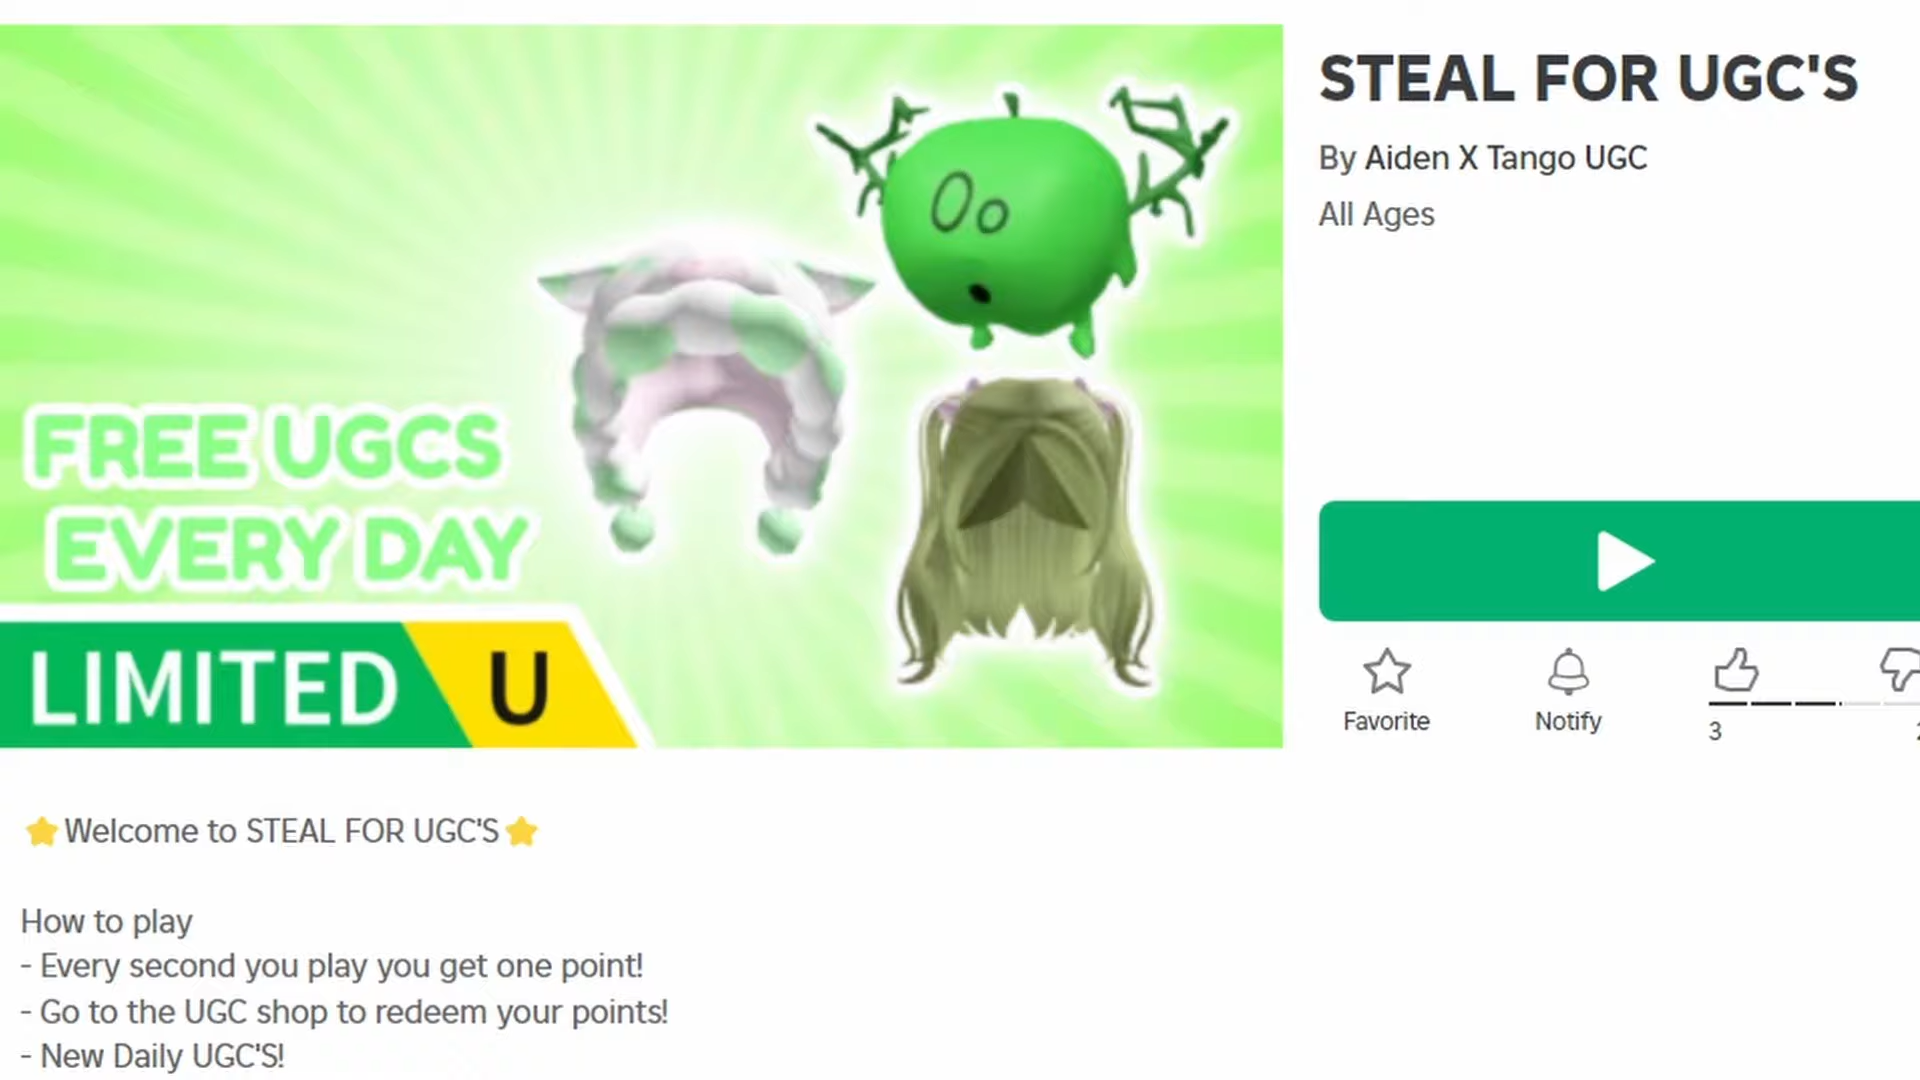 STEAL FOR UGC'S
By Aiden X Tango UGC
All Ages
Oo
FREE UGCS
EVERY DAY
LIMITED U
Favorite
Notify
3
⭐Welcome to STEAL FOR UGC'S⭐
How to play
- Every second you play you get one point!
- Go to the UGC shop to redeem your points!
- New Daily UGC'S!